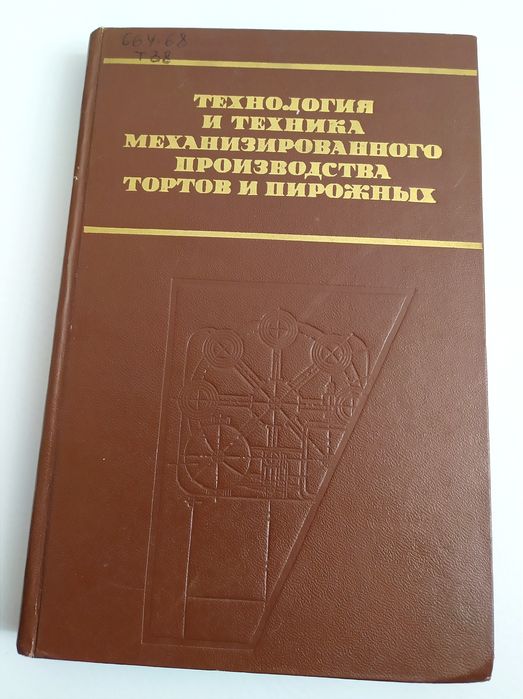 664.68
Т38
ТЕХНОЛОГИЯ
И ТЕХНИКА
МЕХАНИЗИРОВАННОГО
ПРОИЗВОДСТВА
ТОРТОВ И ПИРОЖНЫХ